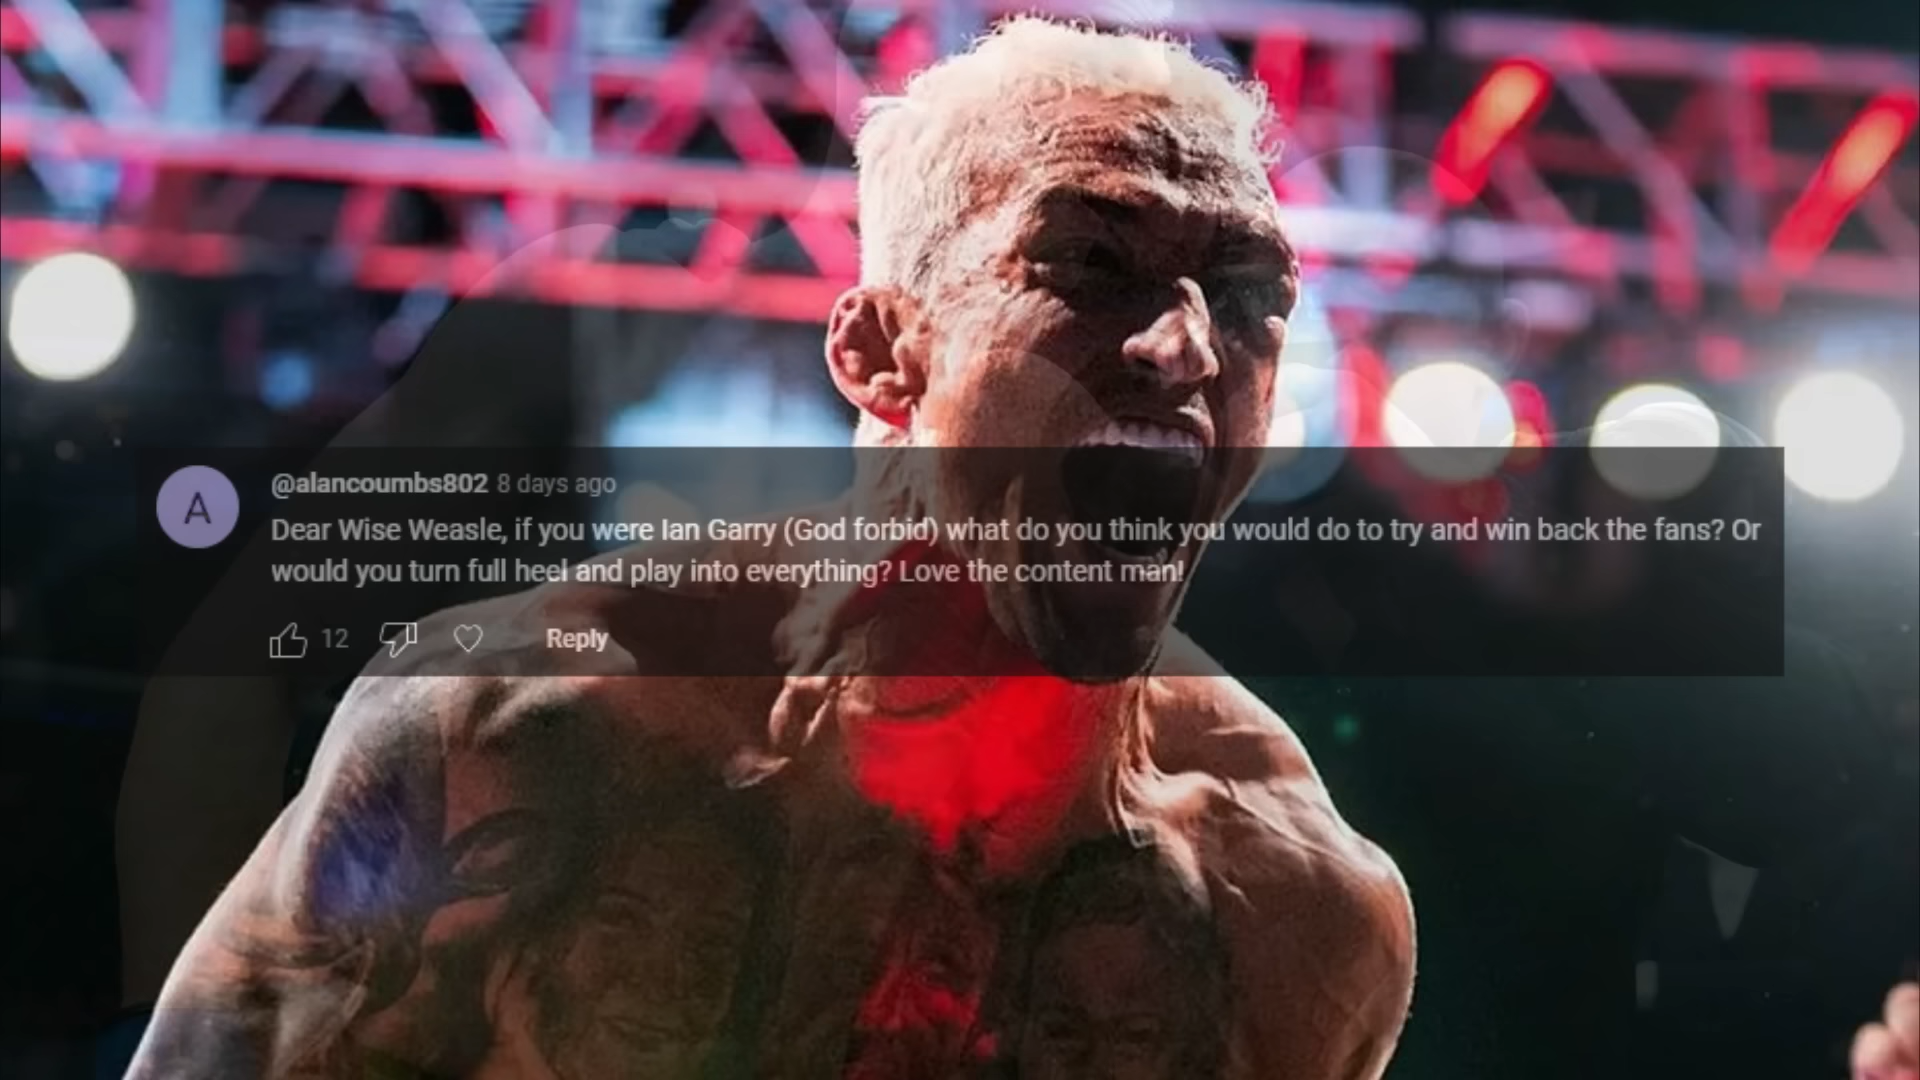 A
@alancoumbs802 8 days ago
Dear Wise Weasle, if you were Ian Garry (God forbid) what do you think you would do to try and win back the fans? Or
would you turn full heel and play into everything? Love the content man!
12
Reply